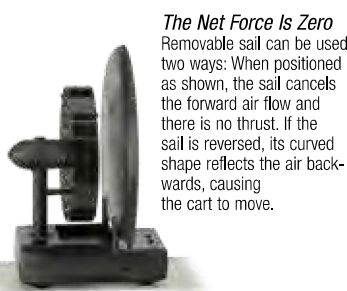 The Net Force Is Zero
Removable sail can be used
two ways: When positioned
as shown, the sail cancels
the forward air flow and
there is no thrust. If the
sail is reversed, its curved
shape reflects the air back-
wards, causing
the cart to move.